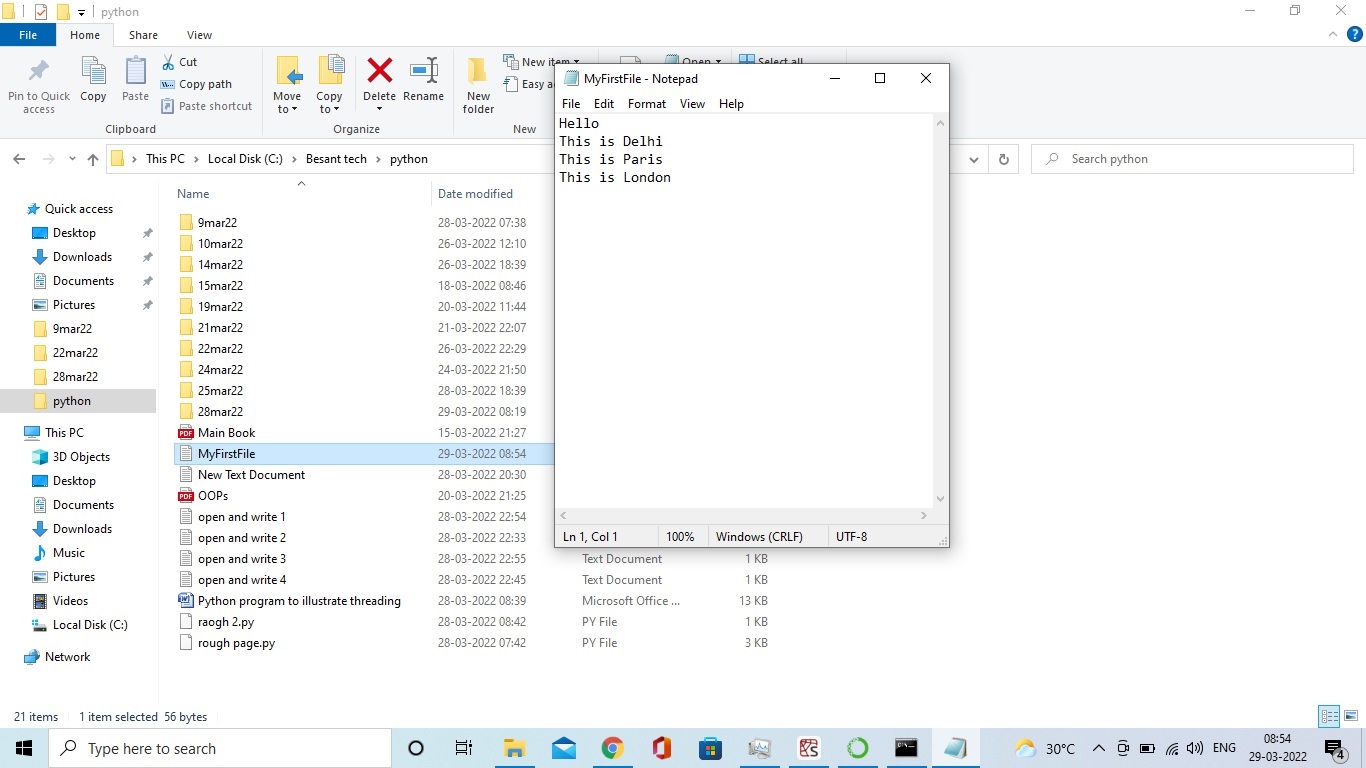 python
File Home Share View
Pin to Quick access
Copy
Paste
Cut
Copy path
Paste shortcut
Clipboard
Move to
Copy to
Delete
Rename
Organize
New folder
New item
Easy
New
Open
Select all
This PC Local Disk (C:) Besant tech python
Search python
Quick access
Desktop
Downloads
Documents
Pictures
9mar22
22mar22
28mar22
python
This PC
3D Objects
Desktop
Documents
Downloads
Music
Pictures
Videos
Local Disk (C:)
Network
Name Date modified
9mar22 28-03-2022 07:38
10mar22 26-03-2022 12:10
14mar22 26-03-2022 18:39
15mar22 18-03-2022 08:46
19mar22 20-03-2022 11:44
21mar22 21-03-2022 22:07
22mar22 26-03-2022 22:29
24mar22 24-03-2022 21:50
25mar22 28-03-2022 18:39
28mar22 29-03-2022 08:19
PDF Main Book 15-03-2022 21:27
MyFirstFile 29-03-2022 08:54
New Text Document 28-03-2022 20:30
PDF OOPs 20-03-2022 21:25
open and write 1 28-03-2022 22:54
open and write 2 28-03-2022 22:33
open and write 3 28-03-2022 22:55 Text Document 1 KB
open and write 4 28-03-2022 22:45 Text Document 1 KB
Python program to illustrate threading 28-03-2022 08:39 Microsoft Office ... 13 KB
raogh 2.py 28-03-2022 08:42 PY File 1 KB
rough page.py 28-03-2022 07:42 PY File 3 KB
MyFirstFile - Notepad
File Edit Format View Help
Hello
This is Delhi
This is Paris
This is London
Ln 1, Col 1 100% Windows (CRLF) UTF-8
21 items 1 item selected 56 bytes
Type here to search
30°C ENG 08:54
29-03-2022
4